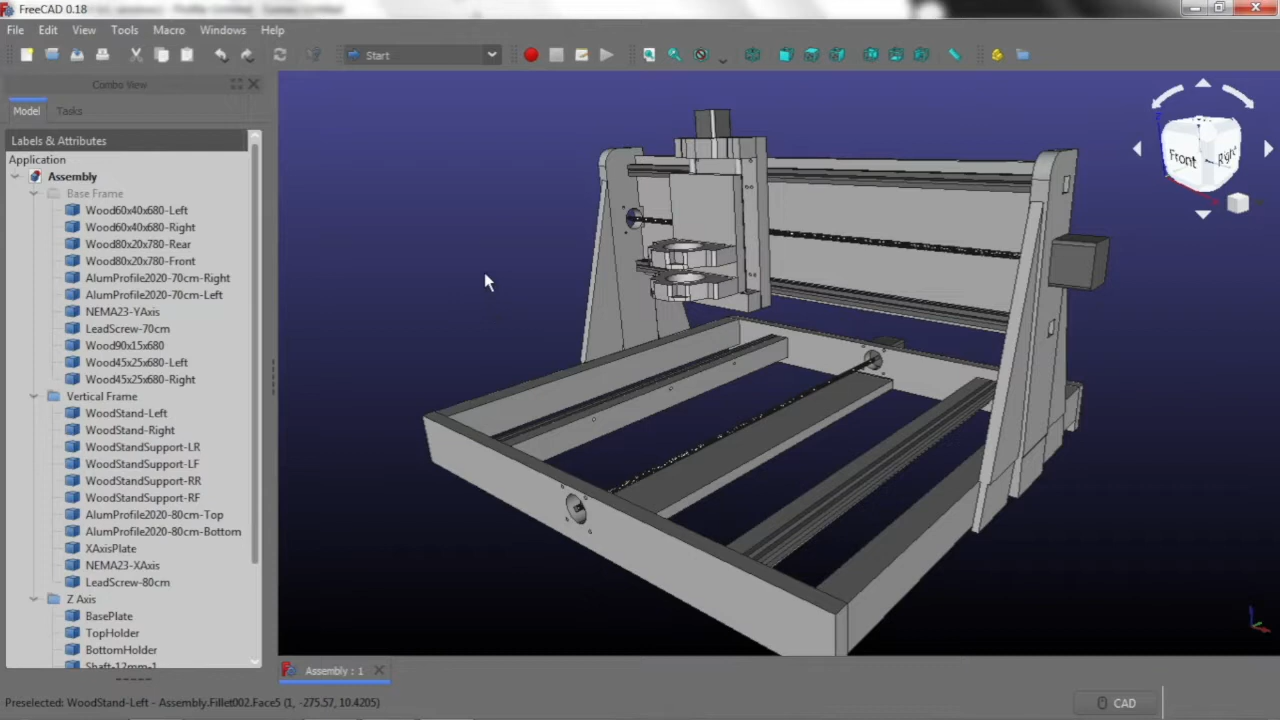 FreeCAD 0.18
File Edit View Tools Macro Windows Help
Start
Combo View
Model Tasks
Labels & Attributes
Application
Assembly
Base Frame
Wood60x40x680-Left
Wood60x40x680-Right
Wood80x20x780-Rear
Wood80x20x780-Front
AlumProfile2020-70cm-Right
AlumProfile2020-70cm-Left
NEMA23-YAxis
LeadScrew-70cm
Wood90x15x680
Wood45x25x680-Left
Wood45x25x680-Right
Vertical Frame
WoodStand-Left
WoodStand-Right
WoodStandSupport-LR
WoodStandSupport-LF
WoodStandSupport-RR
WoodStandSupport-RF
AlumProfile2020-80cm-Top
AlumProfile2020-80cm-Bottom
XAxisPlate
NEMA23-XAxis
LeadScrew-80cm
Z Axis
BasePlate
TopHolder
BottomHolder
Shaft-12mm-1
Front Right
Assembly : 1
Preselected: WoodStand-Left - Assembly.Fillet002.Face5 (1, -275.57, 10.4205)
CAD